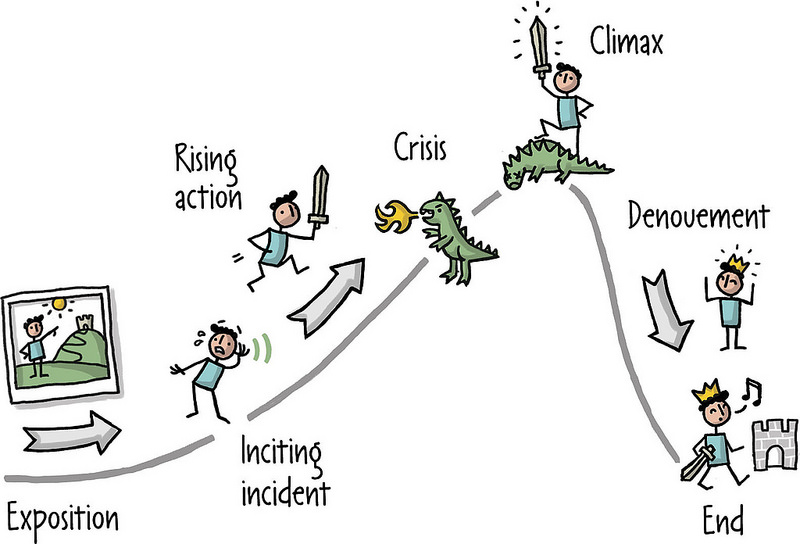 Exposition
Inciting
incident
Rising
action
Crisis
Climax
Denouement
End